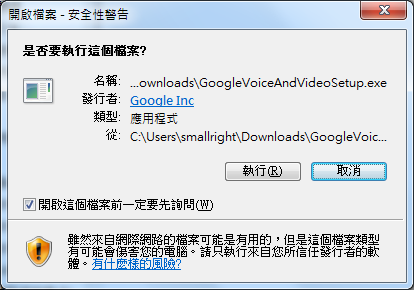 開啟檔案 - 安全性警告
是否要執行這個檔案?
名稱: ...ownloads\GoogleVoiceAndVideoSetup.exe
發行者: Google Inc
類型: 應用程式
從: C:\Users\smallright\Downloads\GoogleVoic...
執行(R) 取消
開啟這個檔案前一定要先詢問(W)
雖然來自網際網路的檔案可能是有用的，但是這個檔案類型
有可能會傷害您的電腦。請只執行來自您所信任發行者的軟
體。有什麼樣的風險?